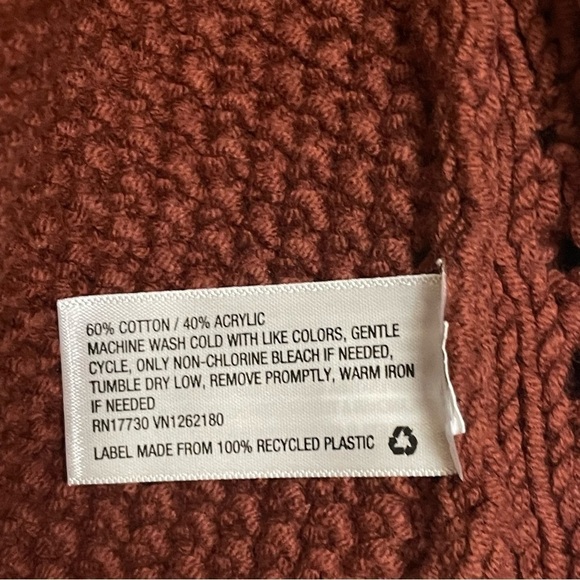 60% COTTON / 40% ACRYLIC
MACHINE WASH COLD WITH LIKE COLORS, GENTLE
CYCLE, ONLY NON-CHLORINE BLEACH IF NEEDED,
TUMBLE DRY LOW, REMOVE PROMPTLY, WARM IRON
IF NEEDED
RN17730 VN1262180
LABEL MADE FROM 100% RECYCLED PLASTIC